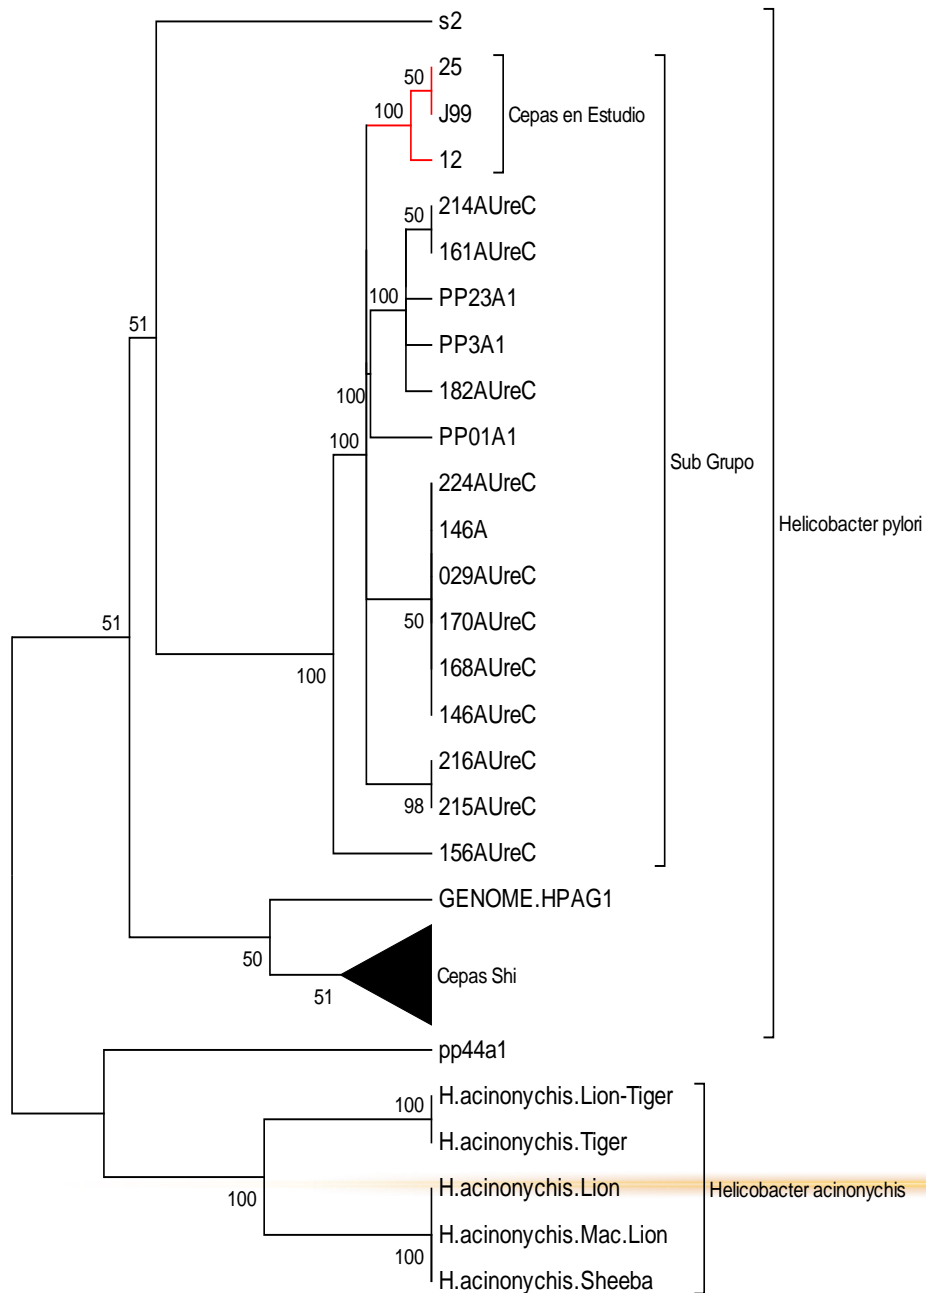 s2
25
50
J99
100
Cepas en Estudio
12
214AUreC
50
161AUreC
PP23A1
100
51
PP3A1
182AUreC
100
PP01A1
100
Sub Grupo
224AUreC
Helicobacter pylori
146A
029AUreC
170AUreC
50
51
168AUreC
100
146AUreC
216AUreC
215AUreC
98
156AUreC
GENOME.HPAG1
50
Cepas Shi
51
pp44a1
H.acinonychis.Lion-Tiger
100
H.acinonychis.Tiger
H.acinonychis.Lion
Helicobacter acinonychis
100
H.acinonychis.Mac.Lion
100
H.acinonychis.Sheeba